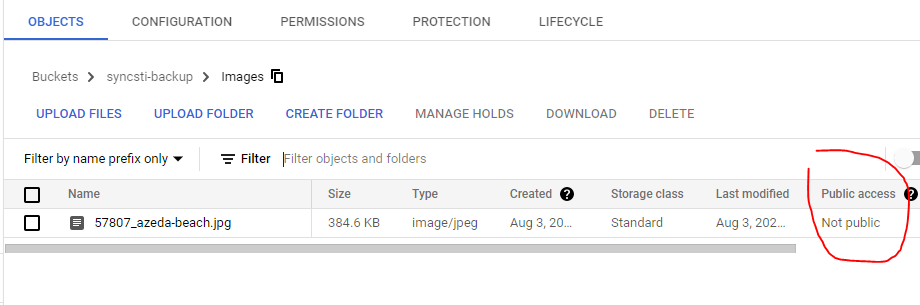 OBJECTS CONFIGURATION PERMISSIONS PROTECTION LIFECYCLE
Buckets > syncsti-backup > Images
UPLOAD FILES UPLOAD FOLDER CREATE FOLDER MANAGE HOLDS DOWNLOAD DELETE
Filter by name prefix only Filter Filter objects and folders
Name Size Type Created ? Storage class Last modified Public access ?
57807_azeda-beach.jpg 384.6 KB image/jpeg Aug 3, 20... Standard Aug 3, 202... Not public